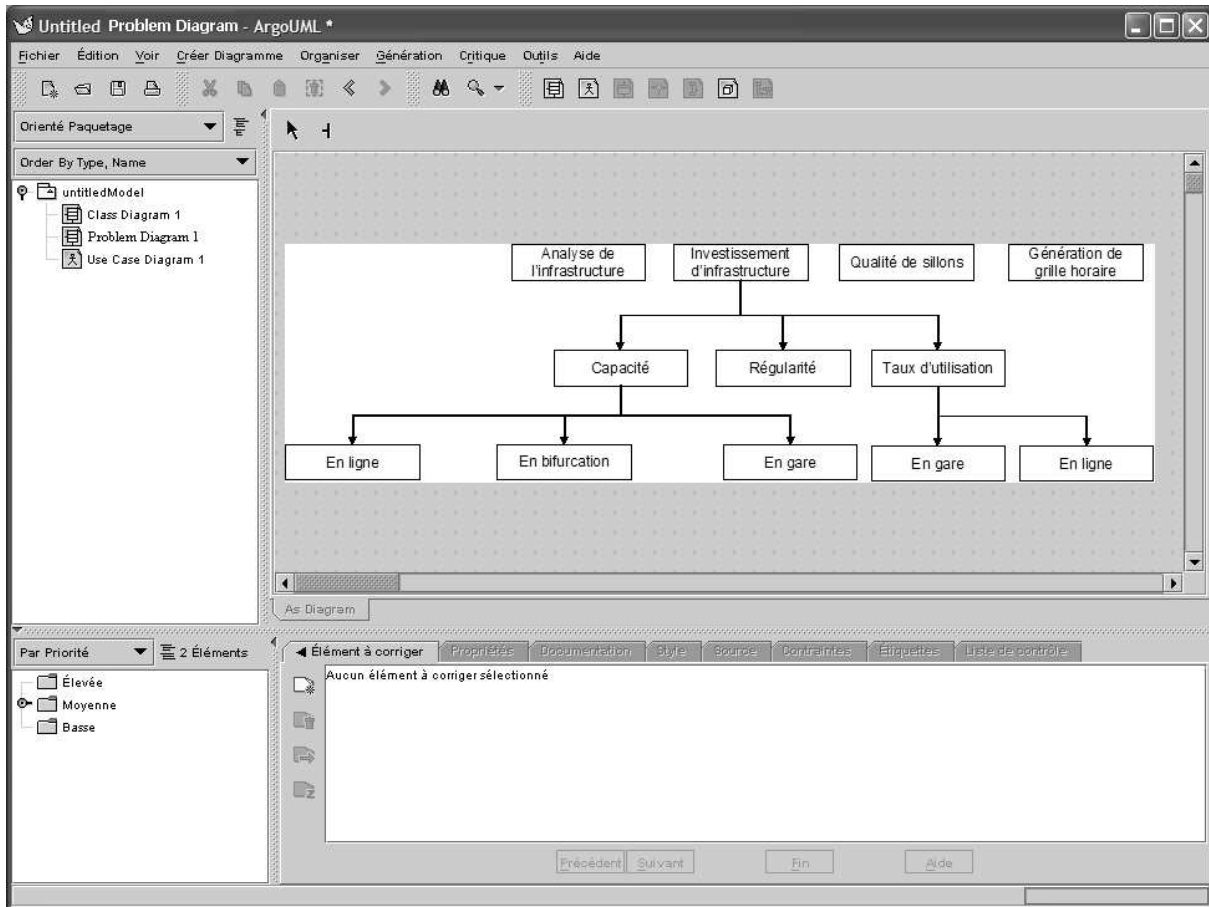 Untitled Problem Diagram - ArgoUML *
Fichier Édition Voir Créer Diagramme Organiser Génération Critique Outils Aide
Orienté Paquetage
Order By Type, Name
untitledModel
Class Diagram 1
Problem Diagram 1
Use Case Diagram 1
Analyse de
l'infrastructure
Investissement
d'infrastructure
Qualité de sillons
Génération de
grille horaire
Capacité
Régularité
Taux d'utilisation
En ligne
En bifurcation
En gare
En gare
En ligne
As Diagram
Par Priorité
2 Éléments
Élevée
Moyenne
Basse
Élément à corriger
Propriétés
Documentation
Style
Source
Contraintes
Étiquettes
Liste de contrôle
Aucun élément à corriger sélectionné
Précédent
Suivant
Fin
Aide